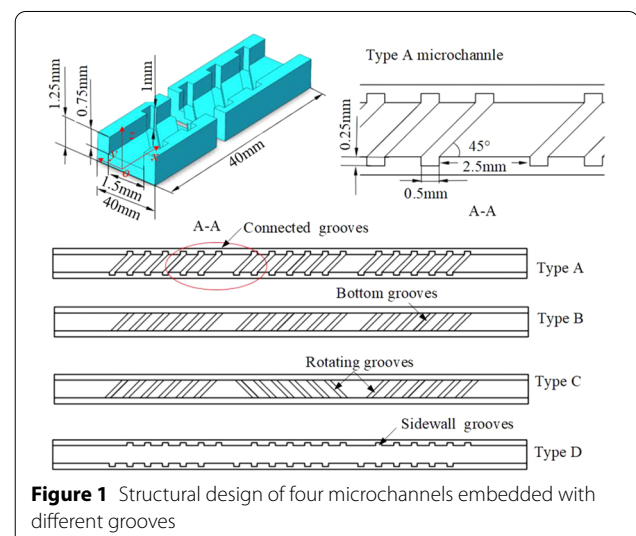 Type A microchannle
1mm
1.25mm
0.75mm
z
y
x
o
1.5mm
40mm
40mm
0.25mm
45°
2.5mm
0.5mm
A-A
A-A
Connected grooves
Type A
Bottom grooves
Type B
Rotating grooves
Type C
Sidewall grooves
Type D
Figure 1 Structural design of four microchannels embedded with
different grooves